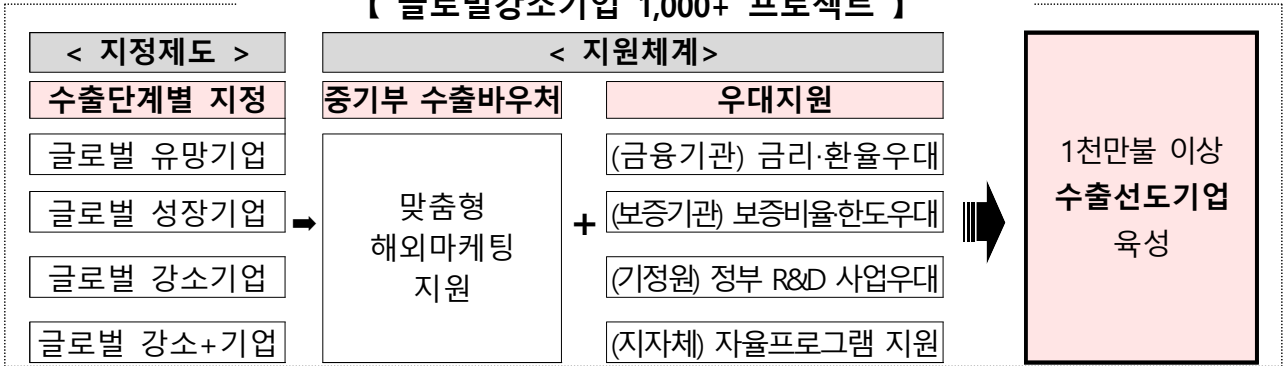 【 글로벌강소기업 1,000+ 프로젝트 】
< 지정제도 >
< 지원체계>
수출단계별 지정
중기부 수출바우처
우대지원
글로벌 유망기업
글로벌 성장기업
글로벌 강소기업
글로벌 강소+기업
➡
맞춤형
해외마케팅
지원
+
(금융기관) 금리·환율우대
(보증기관) 보증비율·한도우대
(기정원) 정부 R&D 사업우대
(지자체) 자율프로그램 지원
1천만불 이상
수출선도기업
육성